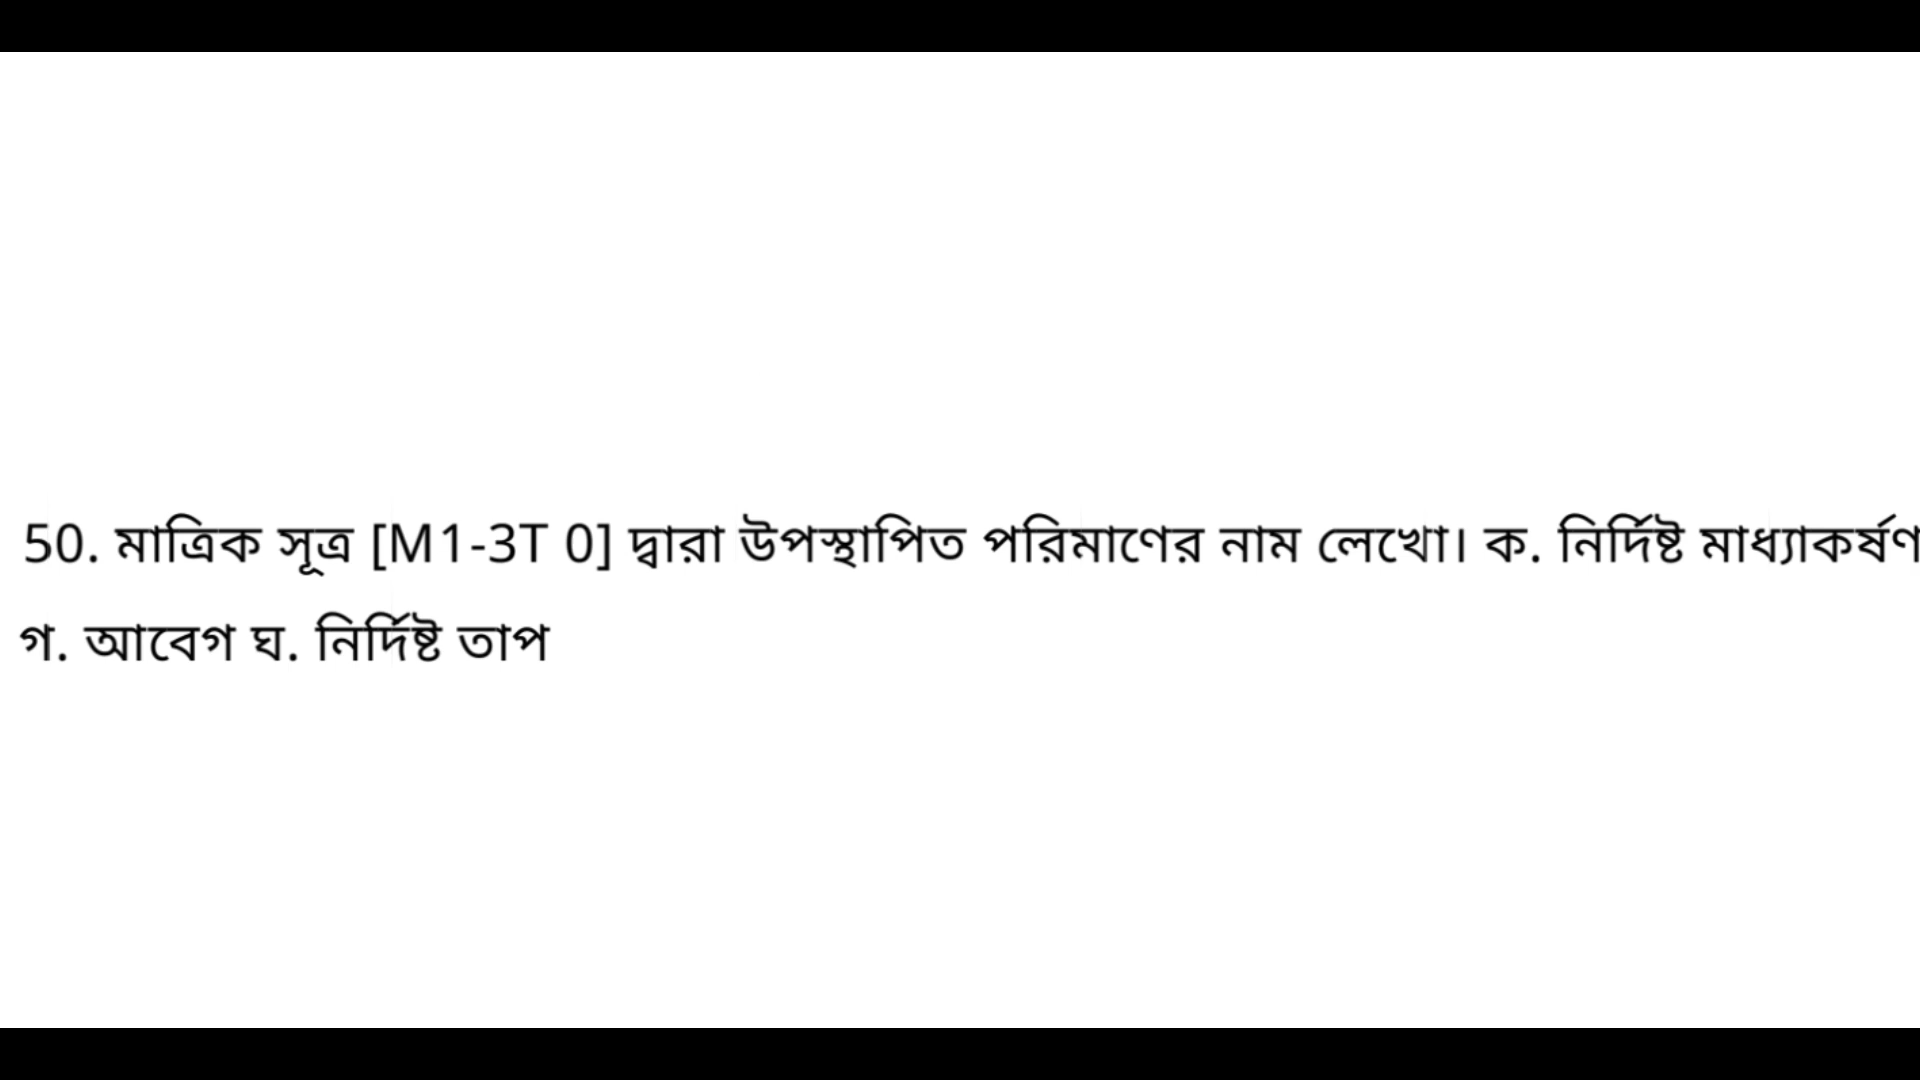 50. মাত্রিক সূত্র [M1-3T 0] দ্বারা উপস্থাপিত পরিমাণের নাম লেখো। ক. নির্দিষ্ট মাধ্যাকর্ষণ
গ. আবেগ ঘ. নির্দিষ্ট তাপ